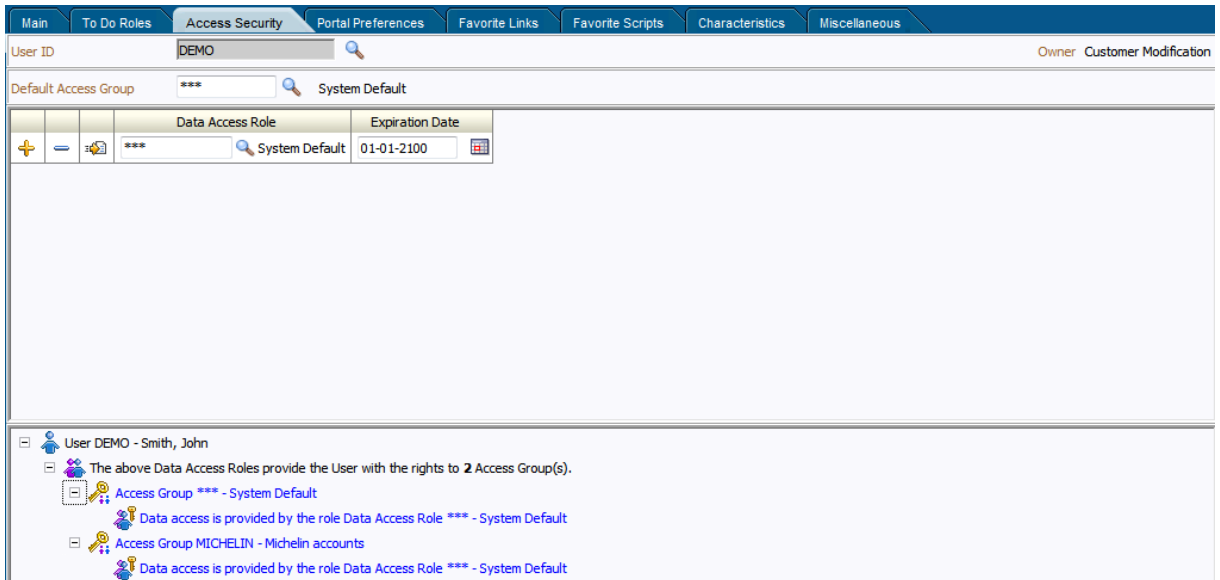 Main To Do Roles Access Security Portal Preferences Favorite Links Favorite Scripts Characteristics Miscellaneous
User ID DEMO Owner Customer Modification
Default Access Group *** System Default
Data Access Role Expiration Date
*** System Default 01-01-2100
User DEMO - Smith, John
The above Data Access Roles provide the User with the rights to 2 Access Group(s).
Access Group *** - System Default
Data access is provided by the role Data Access Role *** - System Default
Access Group MICHELIN - Michelin accounts
Data access is provided by the role Data Access Role *** - System Default